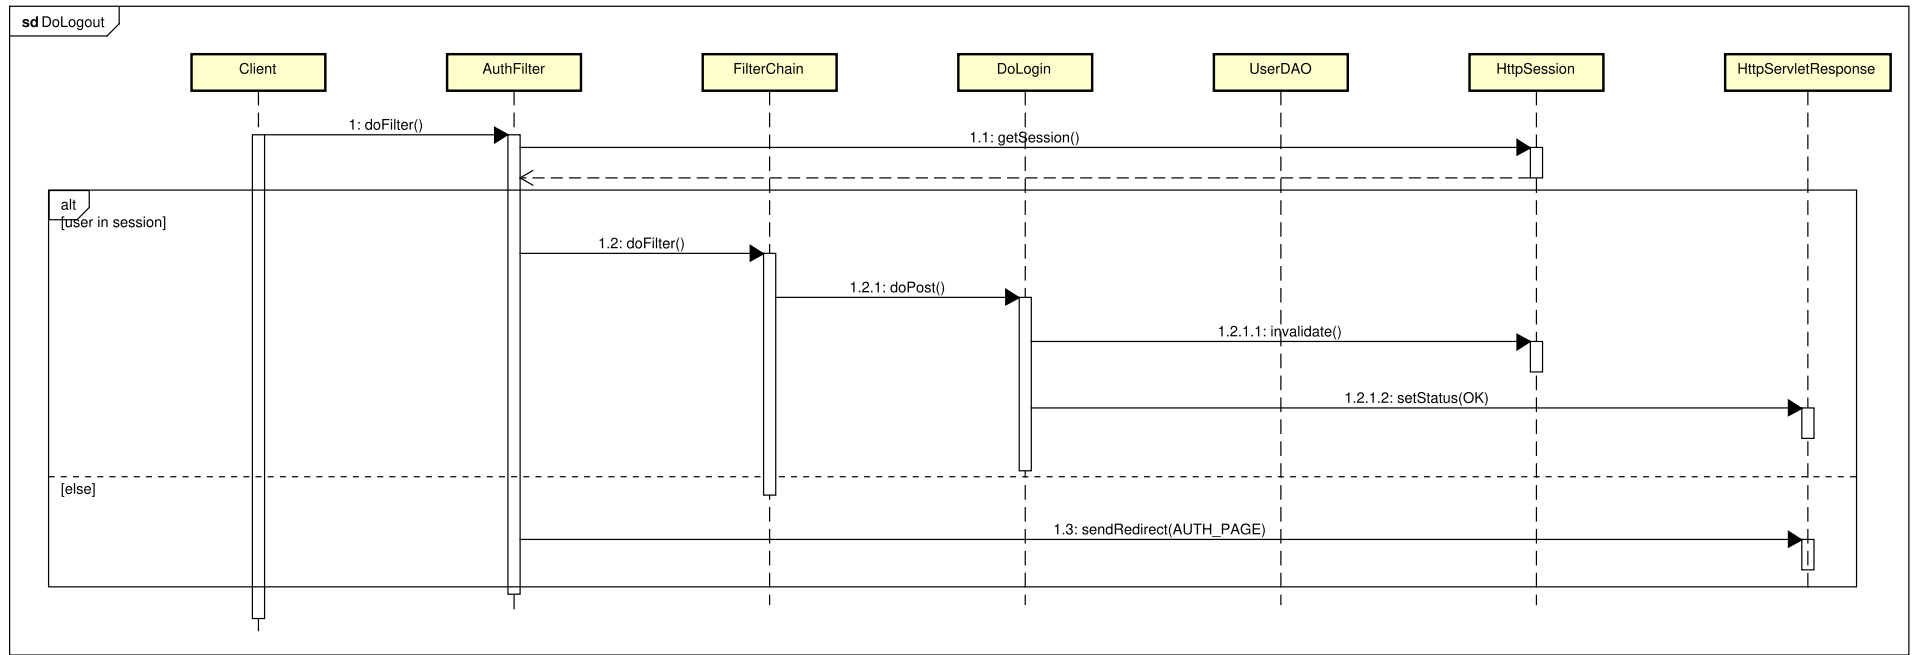 sd DoLogout
Client
AuthFilter
FilterChain
DoLogin
UserDAO
HttpSession
HttpServletResponse
1: doFilter()
1.1: getSession()
alt
[user in session]
1.2: doFilter()
1.2.1: doPost()
1.2.1.1: invalidate()
1.2.1.2: setStatus(OK)
[else]
1.3: sendRedirect(AUTH_PAGE)